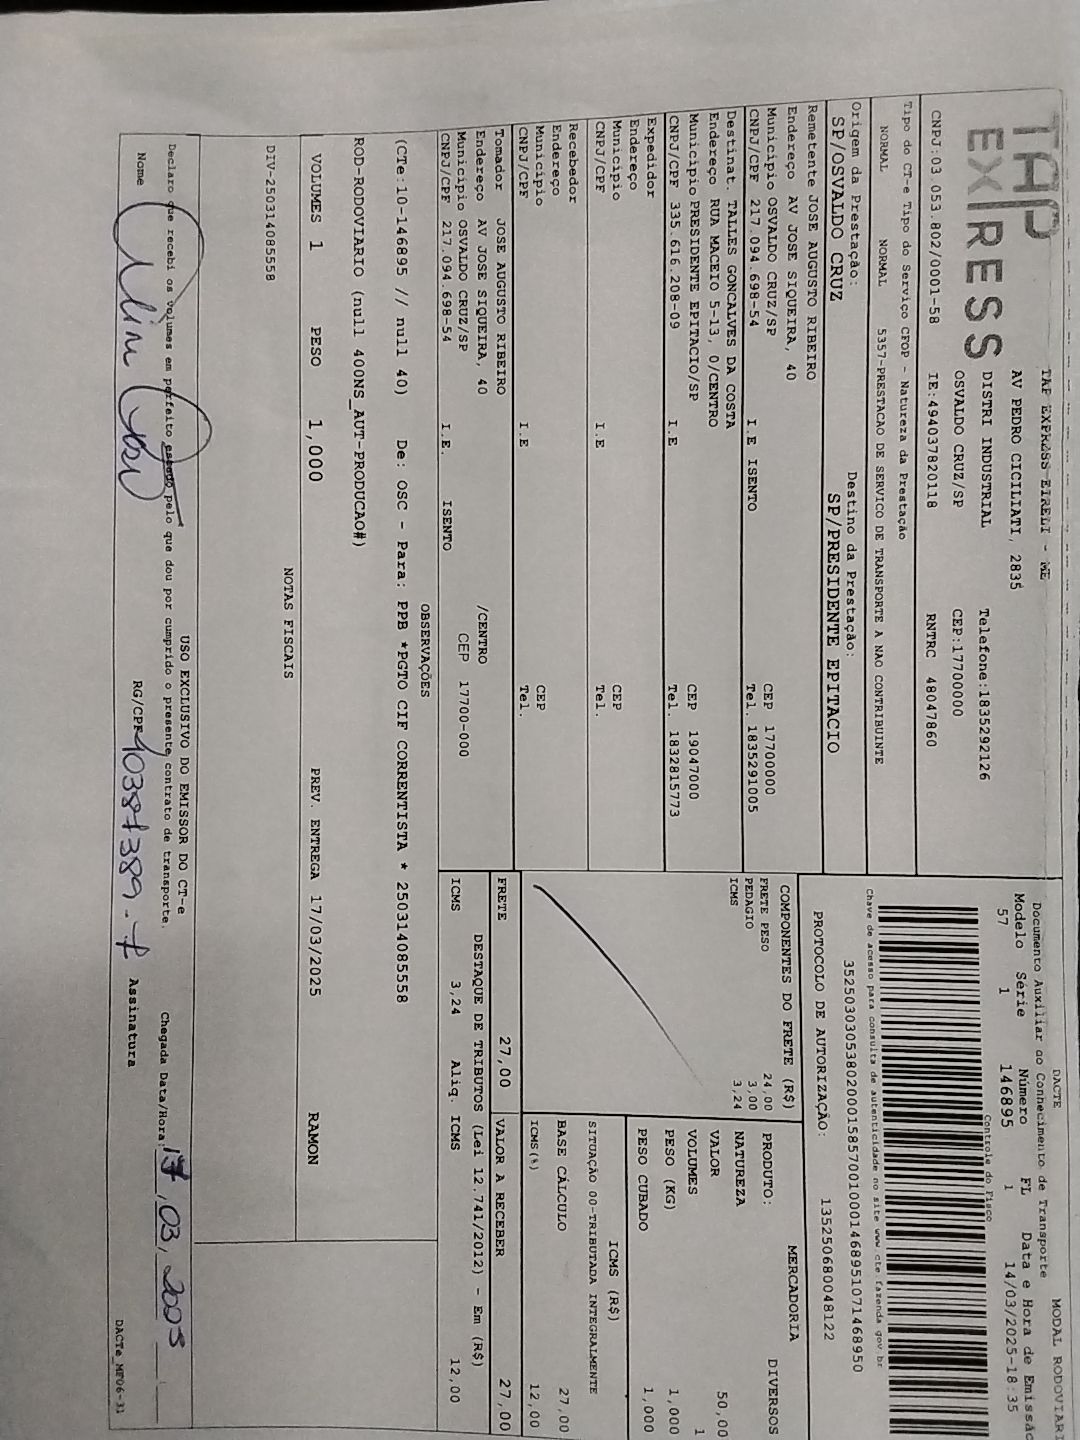 TAP EXPRESS
TAP EXPRESS EIRELI - ME
AV PEDRO CICILIATI, 2835
DISTRI INDUSTRIAL Telefone:1835292126
OSVALDO CRUZ/SP CEP:17700000
CNPJ:03.053.802/0001-58 IE:494037820118 RNTRC 48047860
DACTE MODAL RODOVIARI
Documento Auxiliar do Conhecimento de Transporte
Modelo Série Número FL Data e Hora de Emissão
57 1 146895 1 14/03/2025-18:35
Controle do Fisco
Chave de acesso para consulta de autenticidade no site www cte fazenda gov br
Tipo do CT-e Tipo do Serviço CFOP - Natureza da Prestação
NORMAL NORMAL 5357-PRESTACAO DE SERVICO DE TRANSPORTE A NAO CONTRIBUINTE
PROTOCOLO DE AUTORIZAÇÃO: 135250680048122
Origem da Prestação: Destino da Prestação:
SP/OSVALDO CRUZ SP/PRESIDENTE EPITACIO
Remetente JOSE AUGUSTO RIBEIRO
Endereço AV JOSE SIQUEIRA, 40
Municipio OSVALDO CRUZ/SP CEP 17700000
CNPJ/CPF 217.094.698-54 I.E ISENTO Tel. 1835291005
Destinat. TALLES GONCALVES DA COSTA
Endereço RUA MACEIO 5-13, 0/CENTRO
Municipio PRESIDENTE EPITACIO/SP CEP 19047000
CNPJ/CPF 335.616.208-09 I.E Tel. 1832815773
Expedidor
Endereço
Município CEP
CNPJ/CPF I.E Tel.
Recebedor
Endereço
Município CEP
CNPJ/CPF I.E Tel.
Tomador JOSE AUGUSTO RIBEIRO
Endereço AV JOSE SIQUEIRA, 40 /CENTRO
Municipio OSVALDO CRUZ/SP CEP 17700-000
CNPJ/CPF 217.094.698-54 I.E. ISENTO
COMPONENTES DO FRETE (R$)
FRETE PESO 24,00
PEDAGIO 3,00
ICMS 3,24
MERCADORIA
PRODUTO: DIVERSOS
NATUREZA
VALOR 50,00
VOLUMES 1
PESO (KG) 1,000
PESO CUBADO 1,000
ICMS (R$)
SITUAÇÃO 00-TRIBUTADA INTEGRALMENTE
BASE CÁLCULO 27,00
ICMS(%) 12,00
FRETE 27,00 VALOR A RECEBER 27,00
DESTAQUE DE TRIBUTOS (Lei 12.741/2012) - Em (R$)
ICMS 3,24 Aliq. ICMS 12,00
OBSERVAÇÕES
(CTe:10-146895 // null 40) De: OSC - Para: PPB *PGTO CIF CORRENTISTA * 250314085558
ROD-RODOVIARIO (null 400NS_AUT-PRODUCAO#)
VOLUMES 1 PESO 1,000 PREV. ENTREGA 17/03/2025 RAMON
NOTAS FISCAIS
DIV-250314085558
USO EXCLUSIVO DO EMISSOR DO CT-e
Declaro que recebi os volumes em perfeito estado pelo que dou por cumprido o presente contrato de transporte. Chegada Data/Hora: 17,03,2025
Nome RG/CPF Assinatura
DACTe_MF06-31